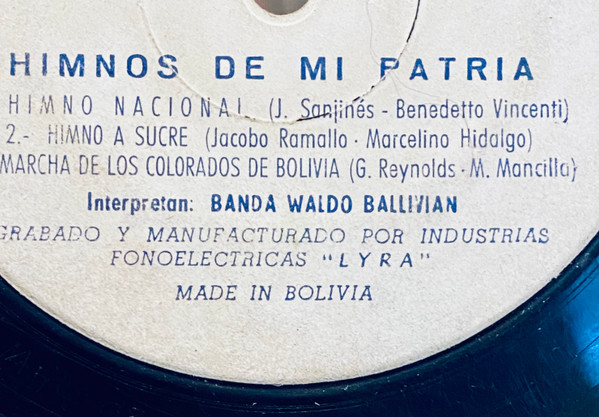 HIMNOS DE MI PATRIA
HIMNO NACIONAL (J. Sanjinés - Benedetto Vincenti)
2.- HIMNO A SUCRE (Jacobo Ramallo - Marcelino Hidalgo)
MARCHA DE LOS COLORADOS DE BOLIVIA (G. Reynolds - M. Mancilla)
Interpretan: BANDA WALDO BALLIVIAN
GRABADO Y MANUFACTURADO POR INDUSTRIAS
FONOELECTRICAS "LYRA"
MADE IN BOLIVIA